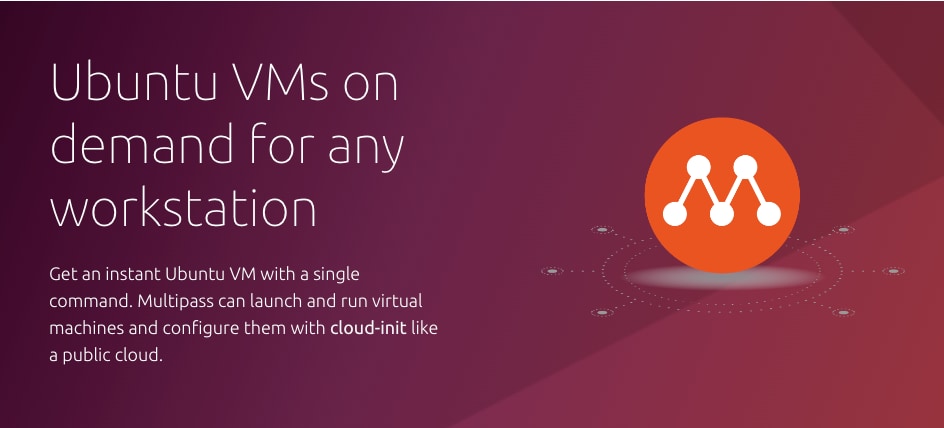 Ubuntu VMs on
demand for any
workstation
Get an instant Ubuntu VM with a single
command. Multipass can launch and run virtual
machines and configure them with cloud-init like
a public cloud.